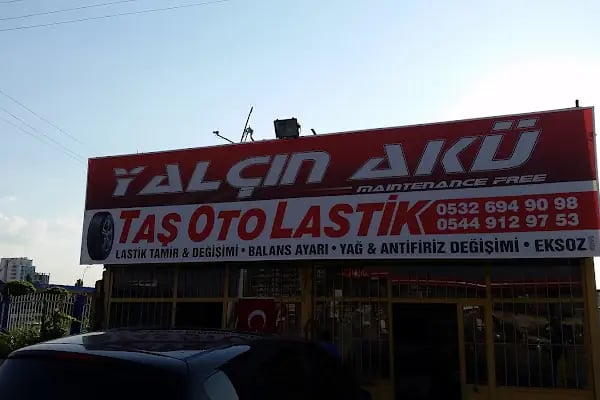 YALÇIN AKÜ
MAINTENANCE FREE
TAŞ OTO LASTİK
0532 694 90 98
0544 912 97 53
LASTİK TAMİR & DEĞİŞİMİ • BALANS AYARI • YAĞ & ANTİFİRİZ DEĞİŞİMİ • EKSOZ